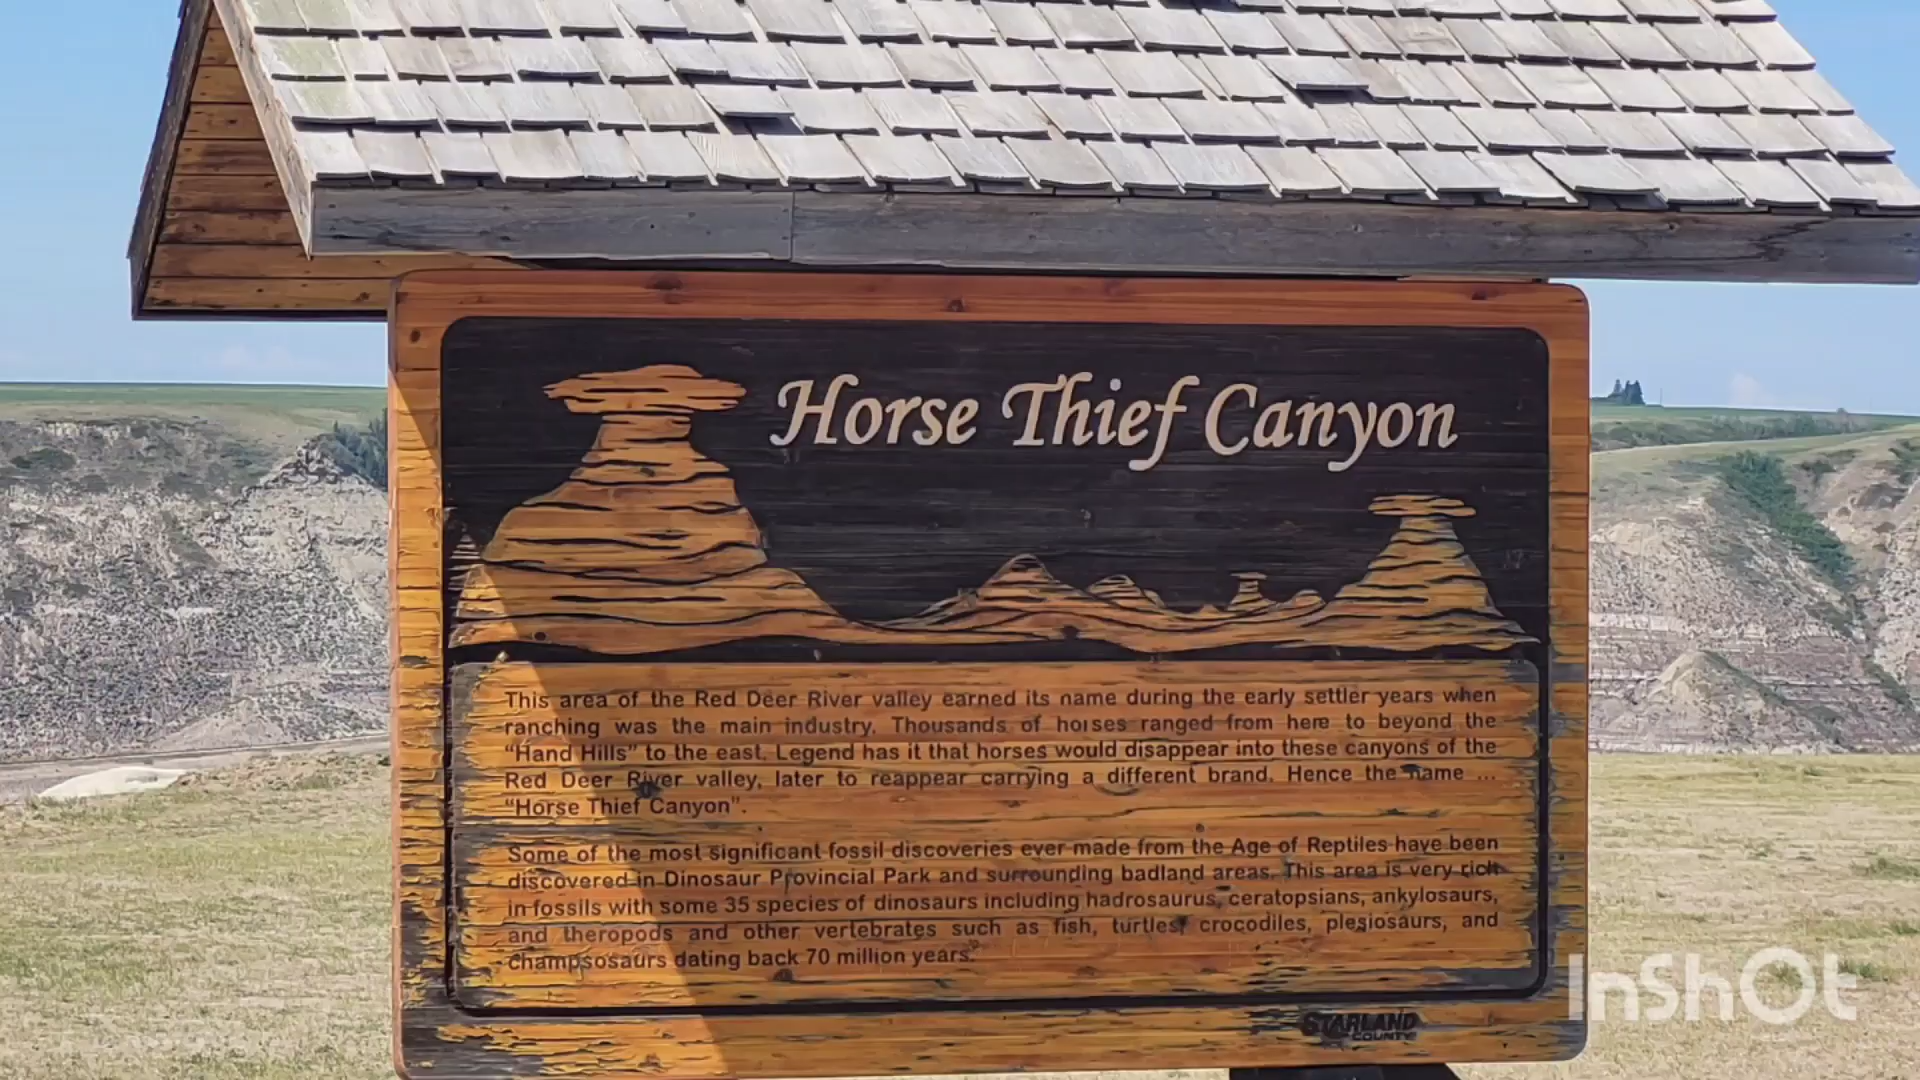 Horse Thief Canyon
This area of the Red Deer River valley earned its name during the early settler years when
ranching was the main industry. Thousands of horses ranged from here to beyond the
“Hand Hills” to the east. Legend has it that horses would disappear into these canyons of the
Red Deer River valley, later to reappear carrying a different brand. Hence the name ...
“Horse Thief Canyon”.
Some of the most significant fossil discoveries ever made from the Age of Reptiles have been
discovered in Dinosaur Provincial Park and surrounding badland areas. This area is very rich
in fossils with some 35 species of dinosaurs including hadrosaurus, ceratopsians, ankylosaurs,
and theropods and other vertebrates such as fish, turtles, crocodiles, plesiosaurs, and
champsosaurs dating back 70 million years.
STARLAND
COUNTY
InShOt